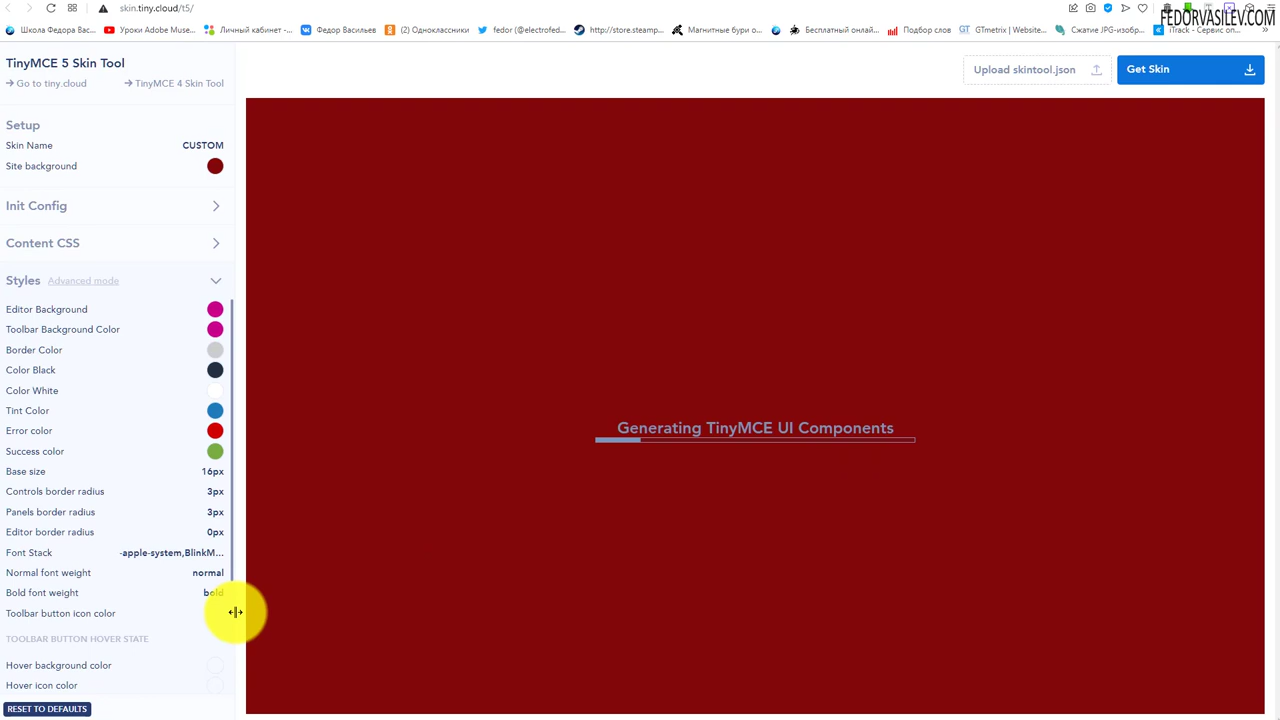 skin.tiny.cloud/t5/
FEDORVASILEV.COM
Школа Федора Вас...
Уроки Adobe Muse...
Личный кабинет -...
Федор Васильев
(2) Одноклассники
fedor (@electrofed...
http://store.steamp...
Магнитные бури о...
Бесплатный онлай...
Подбор слов
GT GTmetrix | Website...
Сжатие JPG-изобр...
iTrack - Сервис оп...
TinyMCE 5 Skin Tool
Go to tiny.cloud
TinyMCE 4 Skin Tool
Upload skintool.json
Get Skin
Setup
Skin Name CUSTOM
Site background
Init Config
Content CSS
Styles Advanced mode
Editor Background
Toolbar Background Color
Border Color
Color Black
Color White
Tint Color
Error color
Success color
Base size 16px
Controls border radius 3px
Panels border radius 3px
Editor border radius 0px
Font Stack -apple-system,BlinkM...
Normal font weight normal
Bold font weight bold
Toolbar button icon color
TOOLBAR BUTTON HOVER STATE
Hover background color
Hover icon color
RESET TO DEFAULTS
Generating TinyMCE UI Components